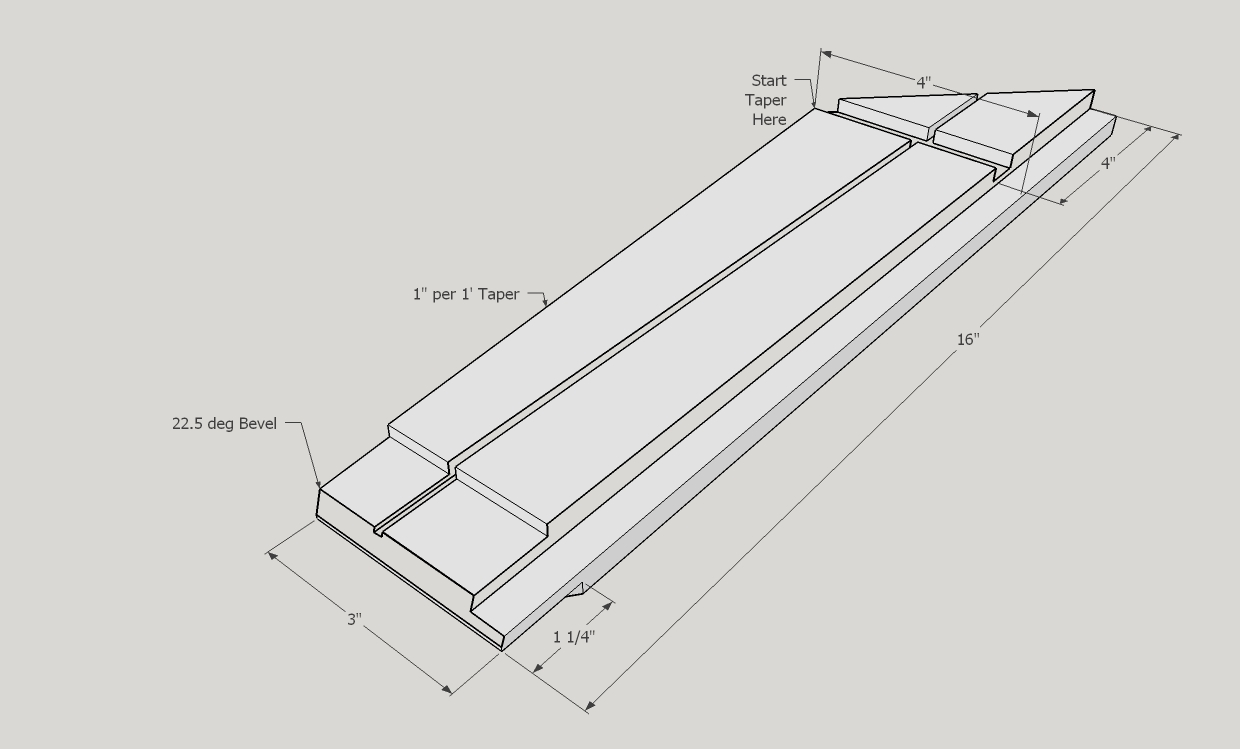 Start
Taper
Here
4"
4"
1" per 1' Taper
16"
22.5 deg Bevel
3"
1 1/4"